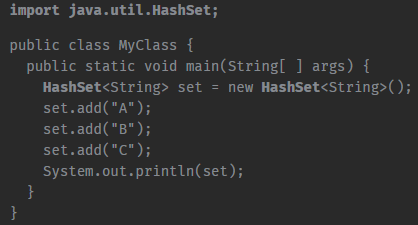 import java.util.HashSet;
public class MyClass {
public static void main(String[ ] args) {
HashSet<String> set = new HashSet<String>();
set.add("A");
set.add("B");
set.add("C");
System.out.println(set);
}
}